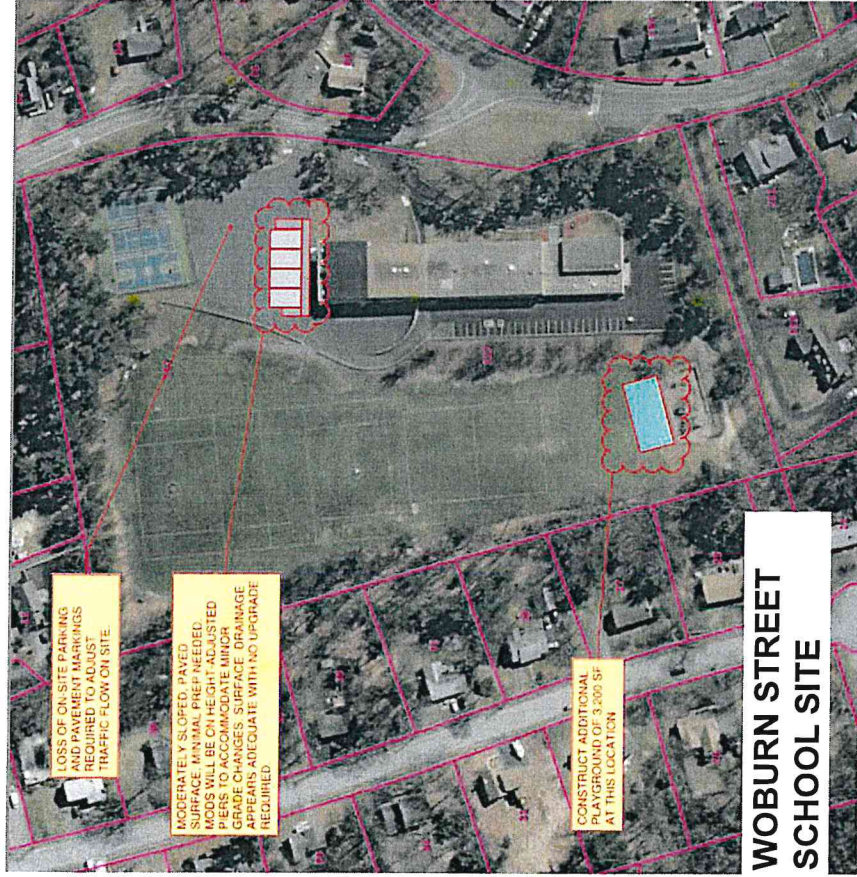 LOSS OF ON-SITE PARKING
AND PAVEMENT MARKINGS
REQUIRED TO ADJUST
TRAFFIC FLOW ON SITE.
MODERATELY SLOPED, PAVED
SURFACE. MINIMAL PREP NEEDED.
MODS WILL BE ON HEIGHT-ADJUSTED
PIERS TO ACCOMMODATE MINOR
GRADE CHANGES. SURFACE DRAINAGE
APPEARS ADEQUATE WITH NO UPGRADE
REQUIRED
CONSTRUCT ADDITIONAL
PLAYGROUND OF 3,200 SF
AT THIS LOCATION
WOBURN STREET
SCHOOL SITE